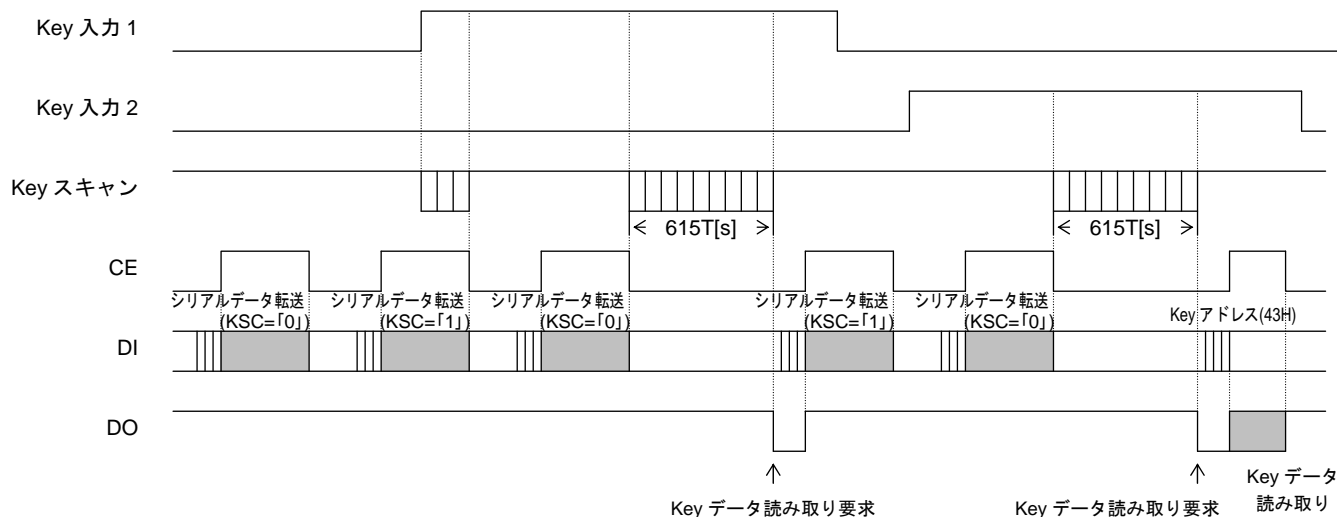 Key 入力 1
Key 入力 2
Key スキャン
615T[s]
615T[s]
CE
シリアルデータ転送
(KSC=「0」)
シリアルデータ転送
(KSC=「1」)
シリアルデータ転送
(KSC=「0」)
シリアルデータ転送
(KSC=「1」)
シリアルデータ転送
(KSC=「0」)
Key アドレス(43H)
DI
DO
Key データ読み取り要求
Key データ読み取り要求
Key データ
読み取り